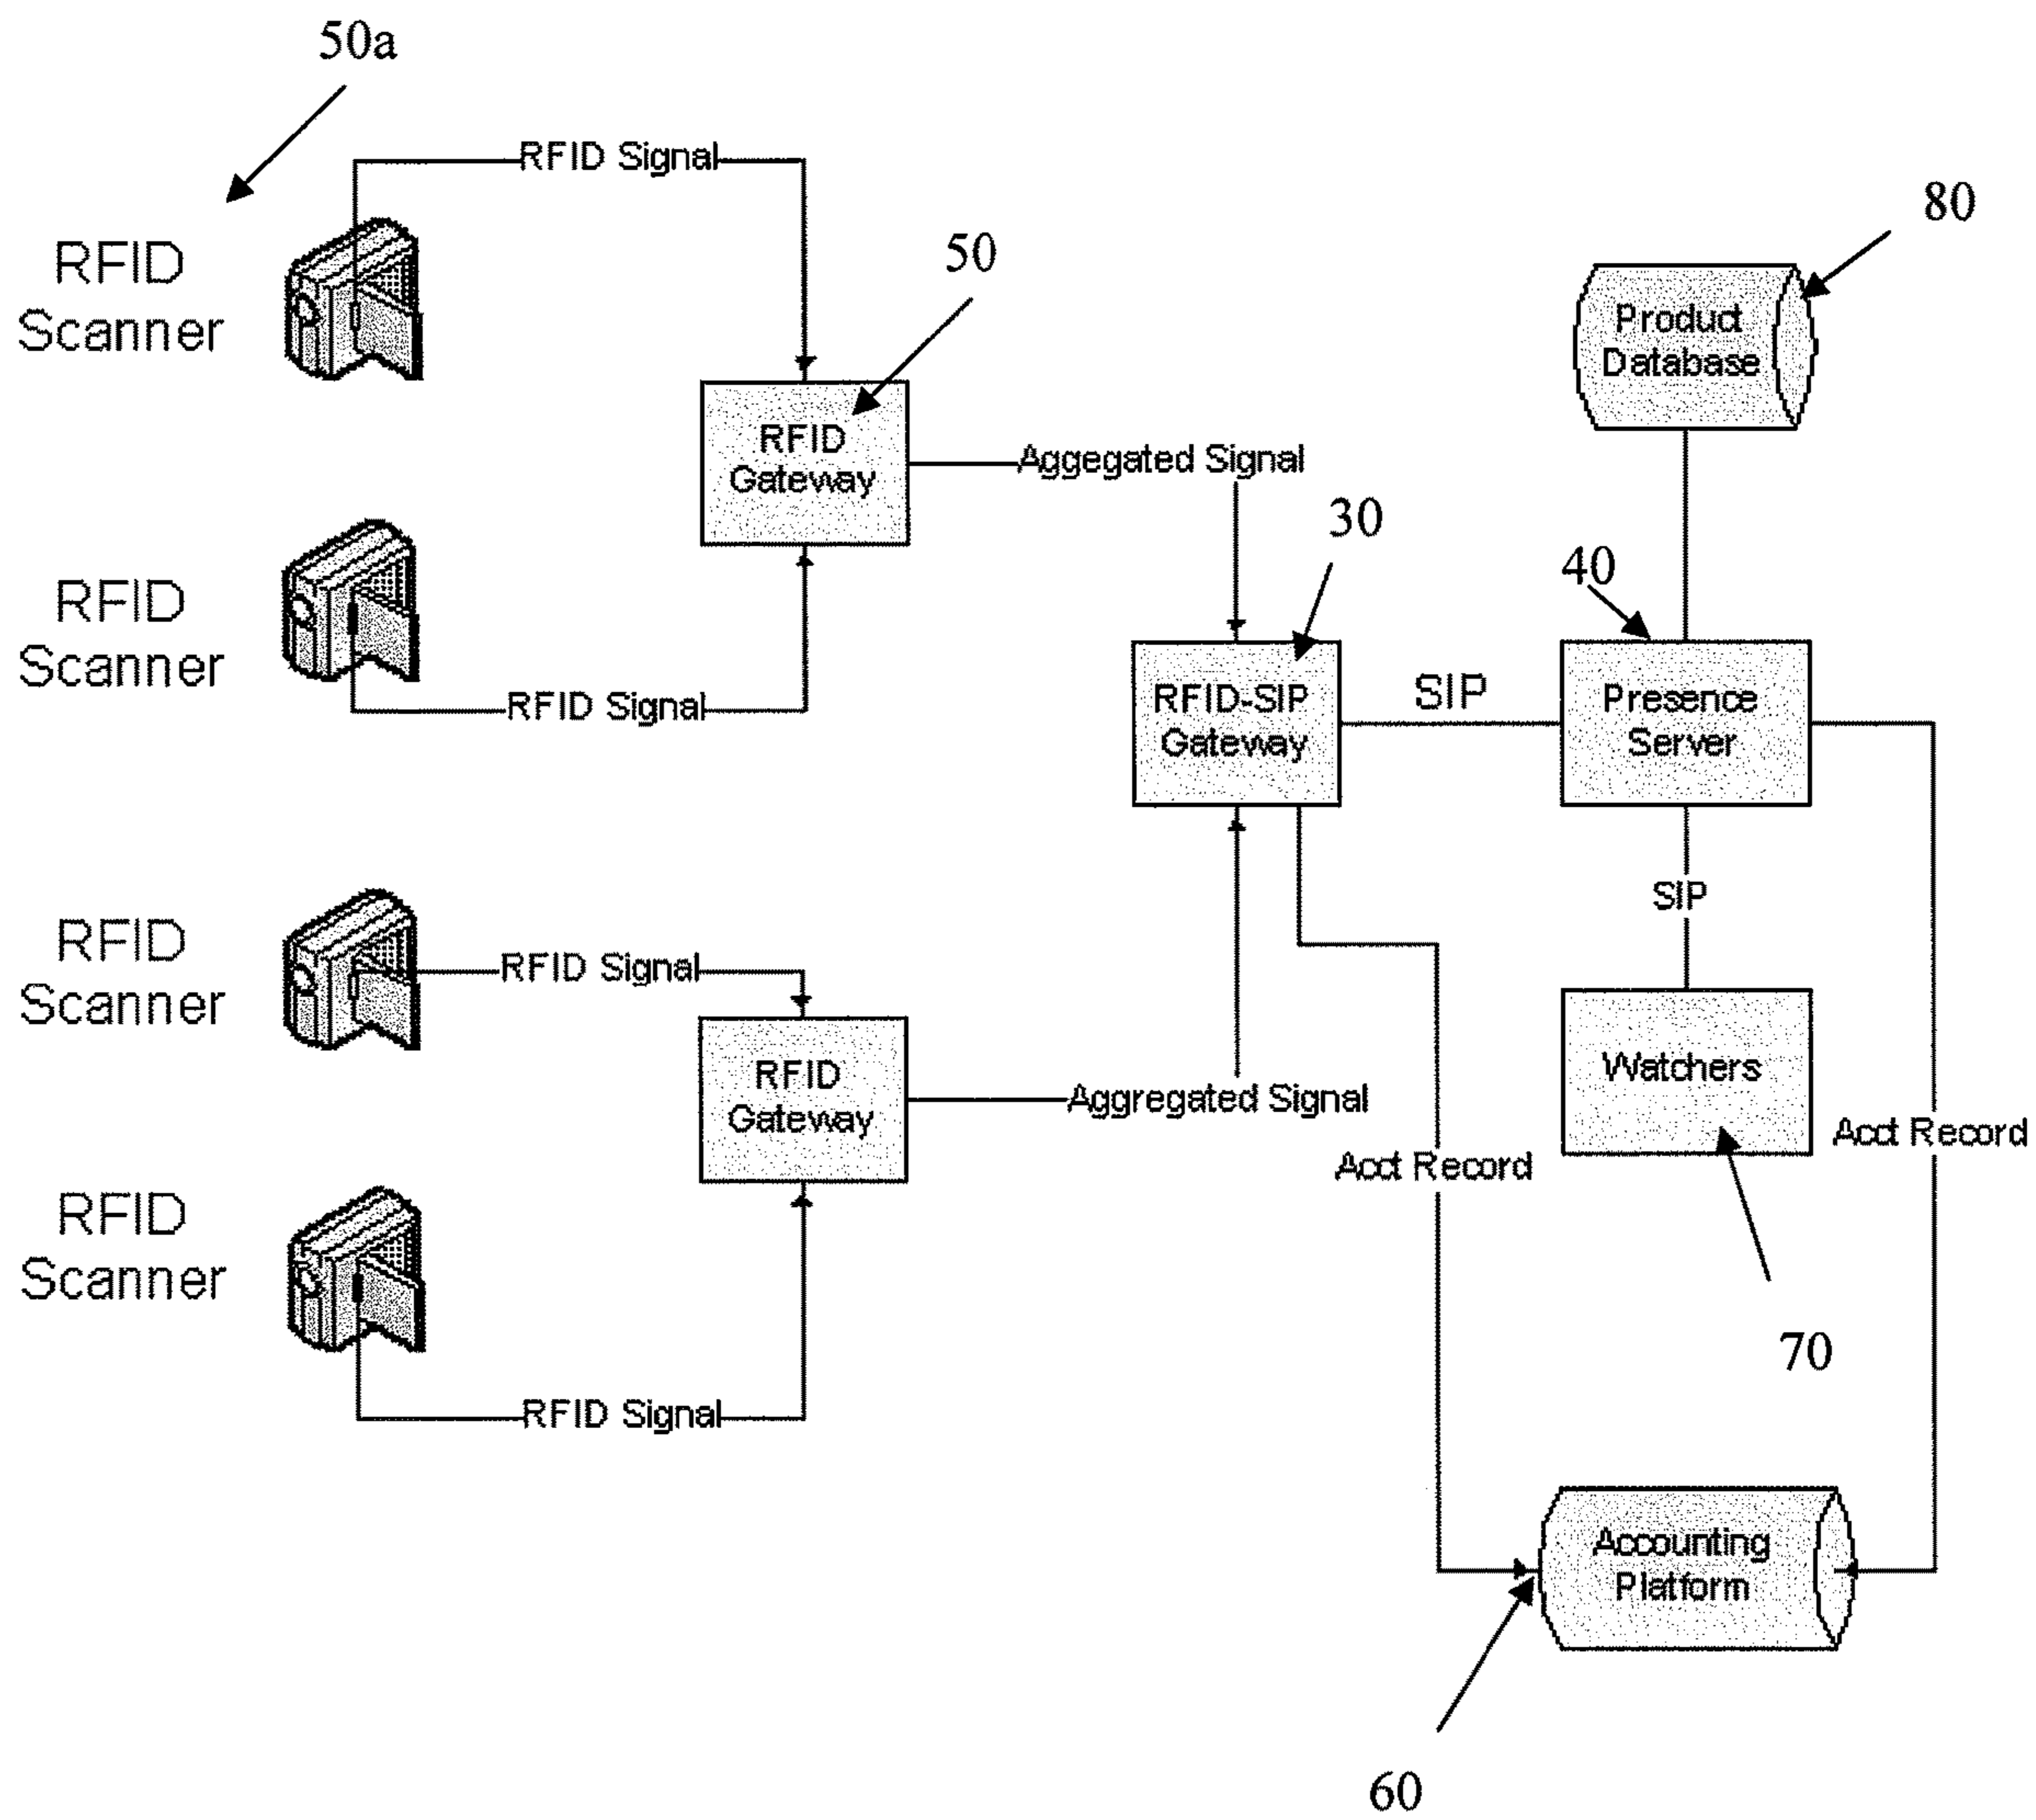 50a
RFID Signal
80
RFID
Scanner
50
Product
Database
RFID
Gateway
Aggegated Signal
30
40
RFID
Scanner
RFID Signal
RFID-SIP
Gateway
SIP
Presence
Server
SIP
RFID
Scanner
RFID Signal
RFID
Gateway
Aggregated Signal
Watchers
Acct Record
Acct Record
RFID
Scanner
RFID Signal
70
Accounting
Platform
60